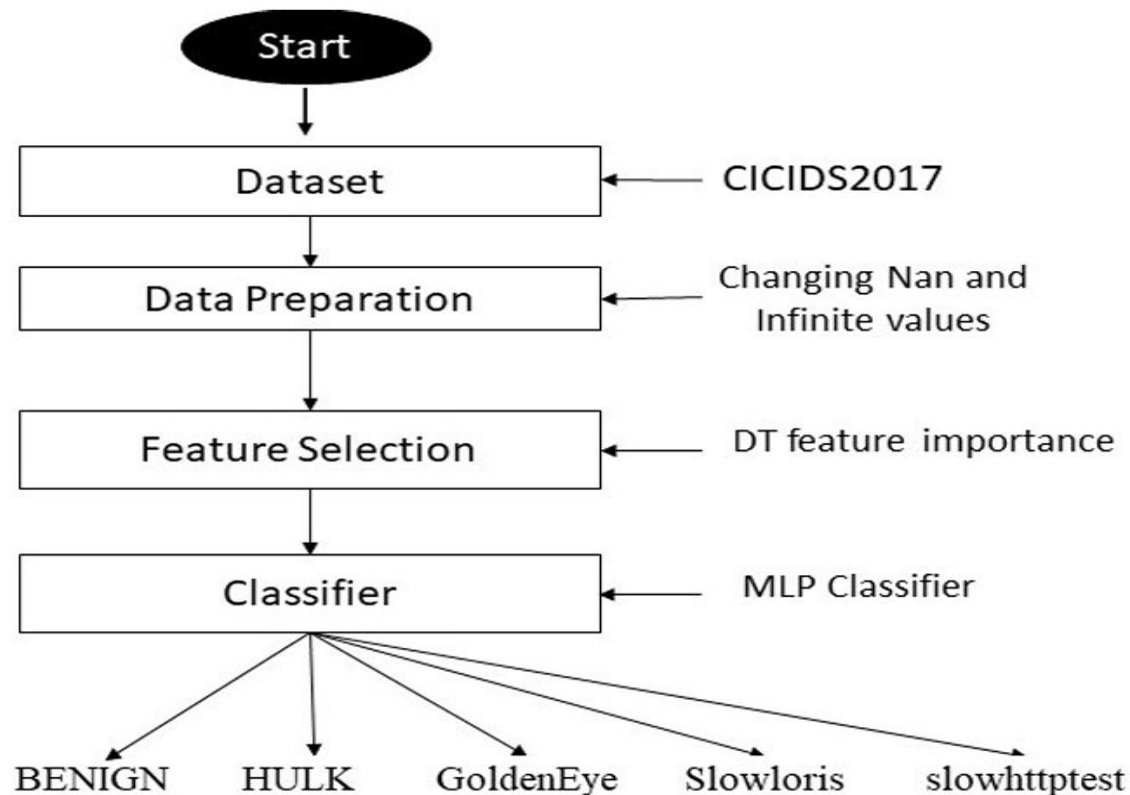 Start
Dataset
CICIDS2017
Data Preparation
Changing Nan and
Infinite values
Feature Selection
DT feature importance
Classifier
MLP Classifier
BENIGN
HULK
GoldenEye
Slowloris
slowhttptest